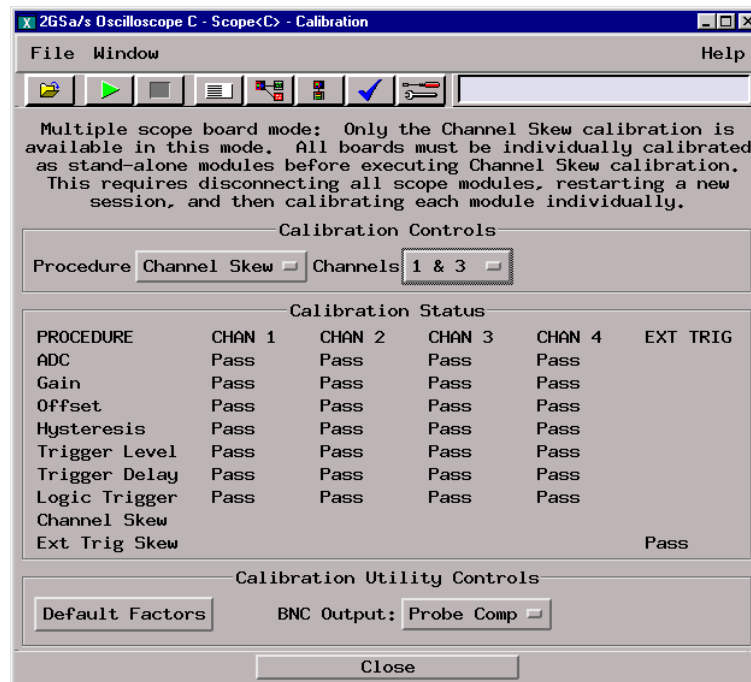 2GSa/s Oscilloscope C - Scope<C> - Calibration
File Window Help
Multiple scope board mode: Only the Channel Skew calibration is
available in this mode. All boards must be individually calibrated
as stand-alone modules before executing Channel Skew calibration.
This requires disconnecting all scope modules, restarting a new
session, and then calibrating each module individually.
Calibration Controls
Procedure Channel Skew Channels 1 & 3
Calibration Status
PROCEDURE CHAN 1 CHAN 2 CHAN 3 CHAN 4 EXT TRIG
ADC Pass Pass Pass Pass
Gain Pass Pass Pass Pass
Offset Pass Pass Pass Pass
Hysteresis Pass Pass Pass Pass
Trigger Level Pass Pass Pass Pass
Trigger Delay Pass Pass Pass Pass
Logic Trigger Pass Pass Pass Pass
Channel Skew
Ext Trig Skew Pass
Calibration Utility Controls
Default Factors BNC Output: Probe Comp
Close